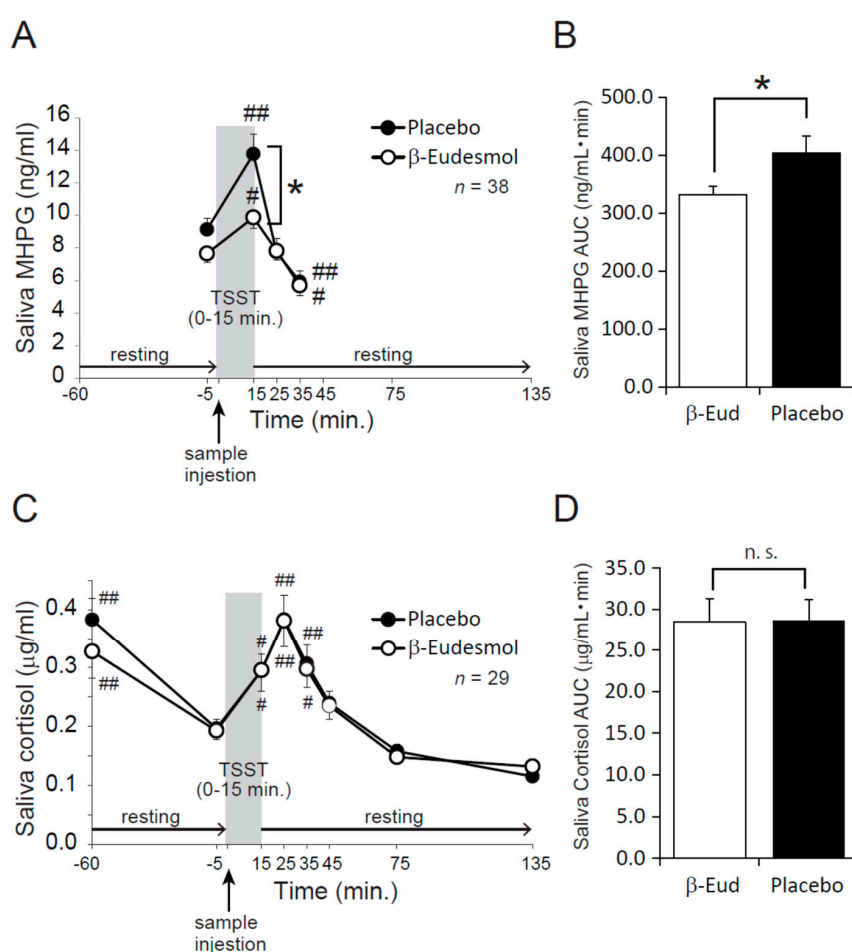 A
Saliva MHPG (ng/ml)
16
14
12
10
8
6
4
2
0
##
#
*
##
#
Placebo
β-Eudesmol
n = 38
TSST
(0-15 min.)
resting
resting
-60
-5
15
25
35
45
75
135
Time (min.)
sample
injection
B
Saliva MHPG AUC (ng/mL•min)
500.0
400.0
300.0
200.0
100.0
0.0
*
β-Eud
Placebo
C
Saliva cortisol (µg/ml)
0.4
0.3
0.2
0.1
0.0
##
##
#
#
##
##
##
#
Placebo
β-Eudesmol
n = 29
TSST
(0-15 min.)
resting
resting
-60
-5
15
25
35
45
75
135
Time (min.)
sample
injection
D
Saliva Cortisol AUC (µg/mL•min)
35.0
30.0
25.0
20.0
15.0
10.0
5.0
0.0
n. s.
β-Eud
Placebo